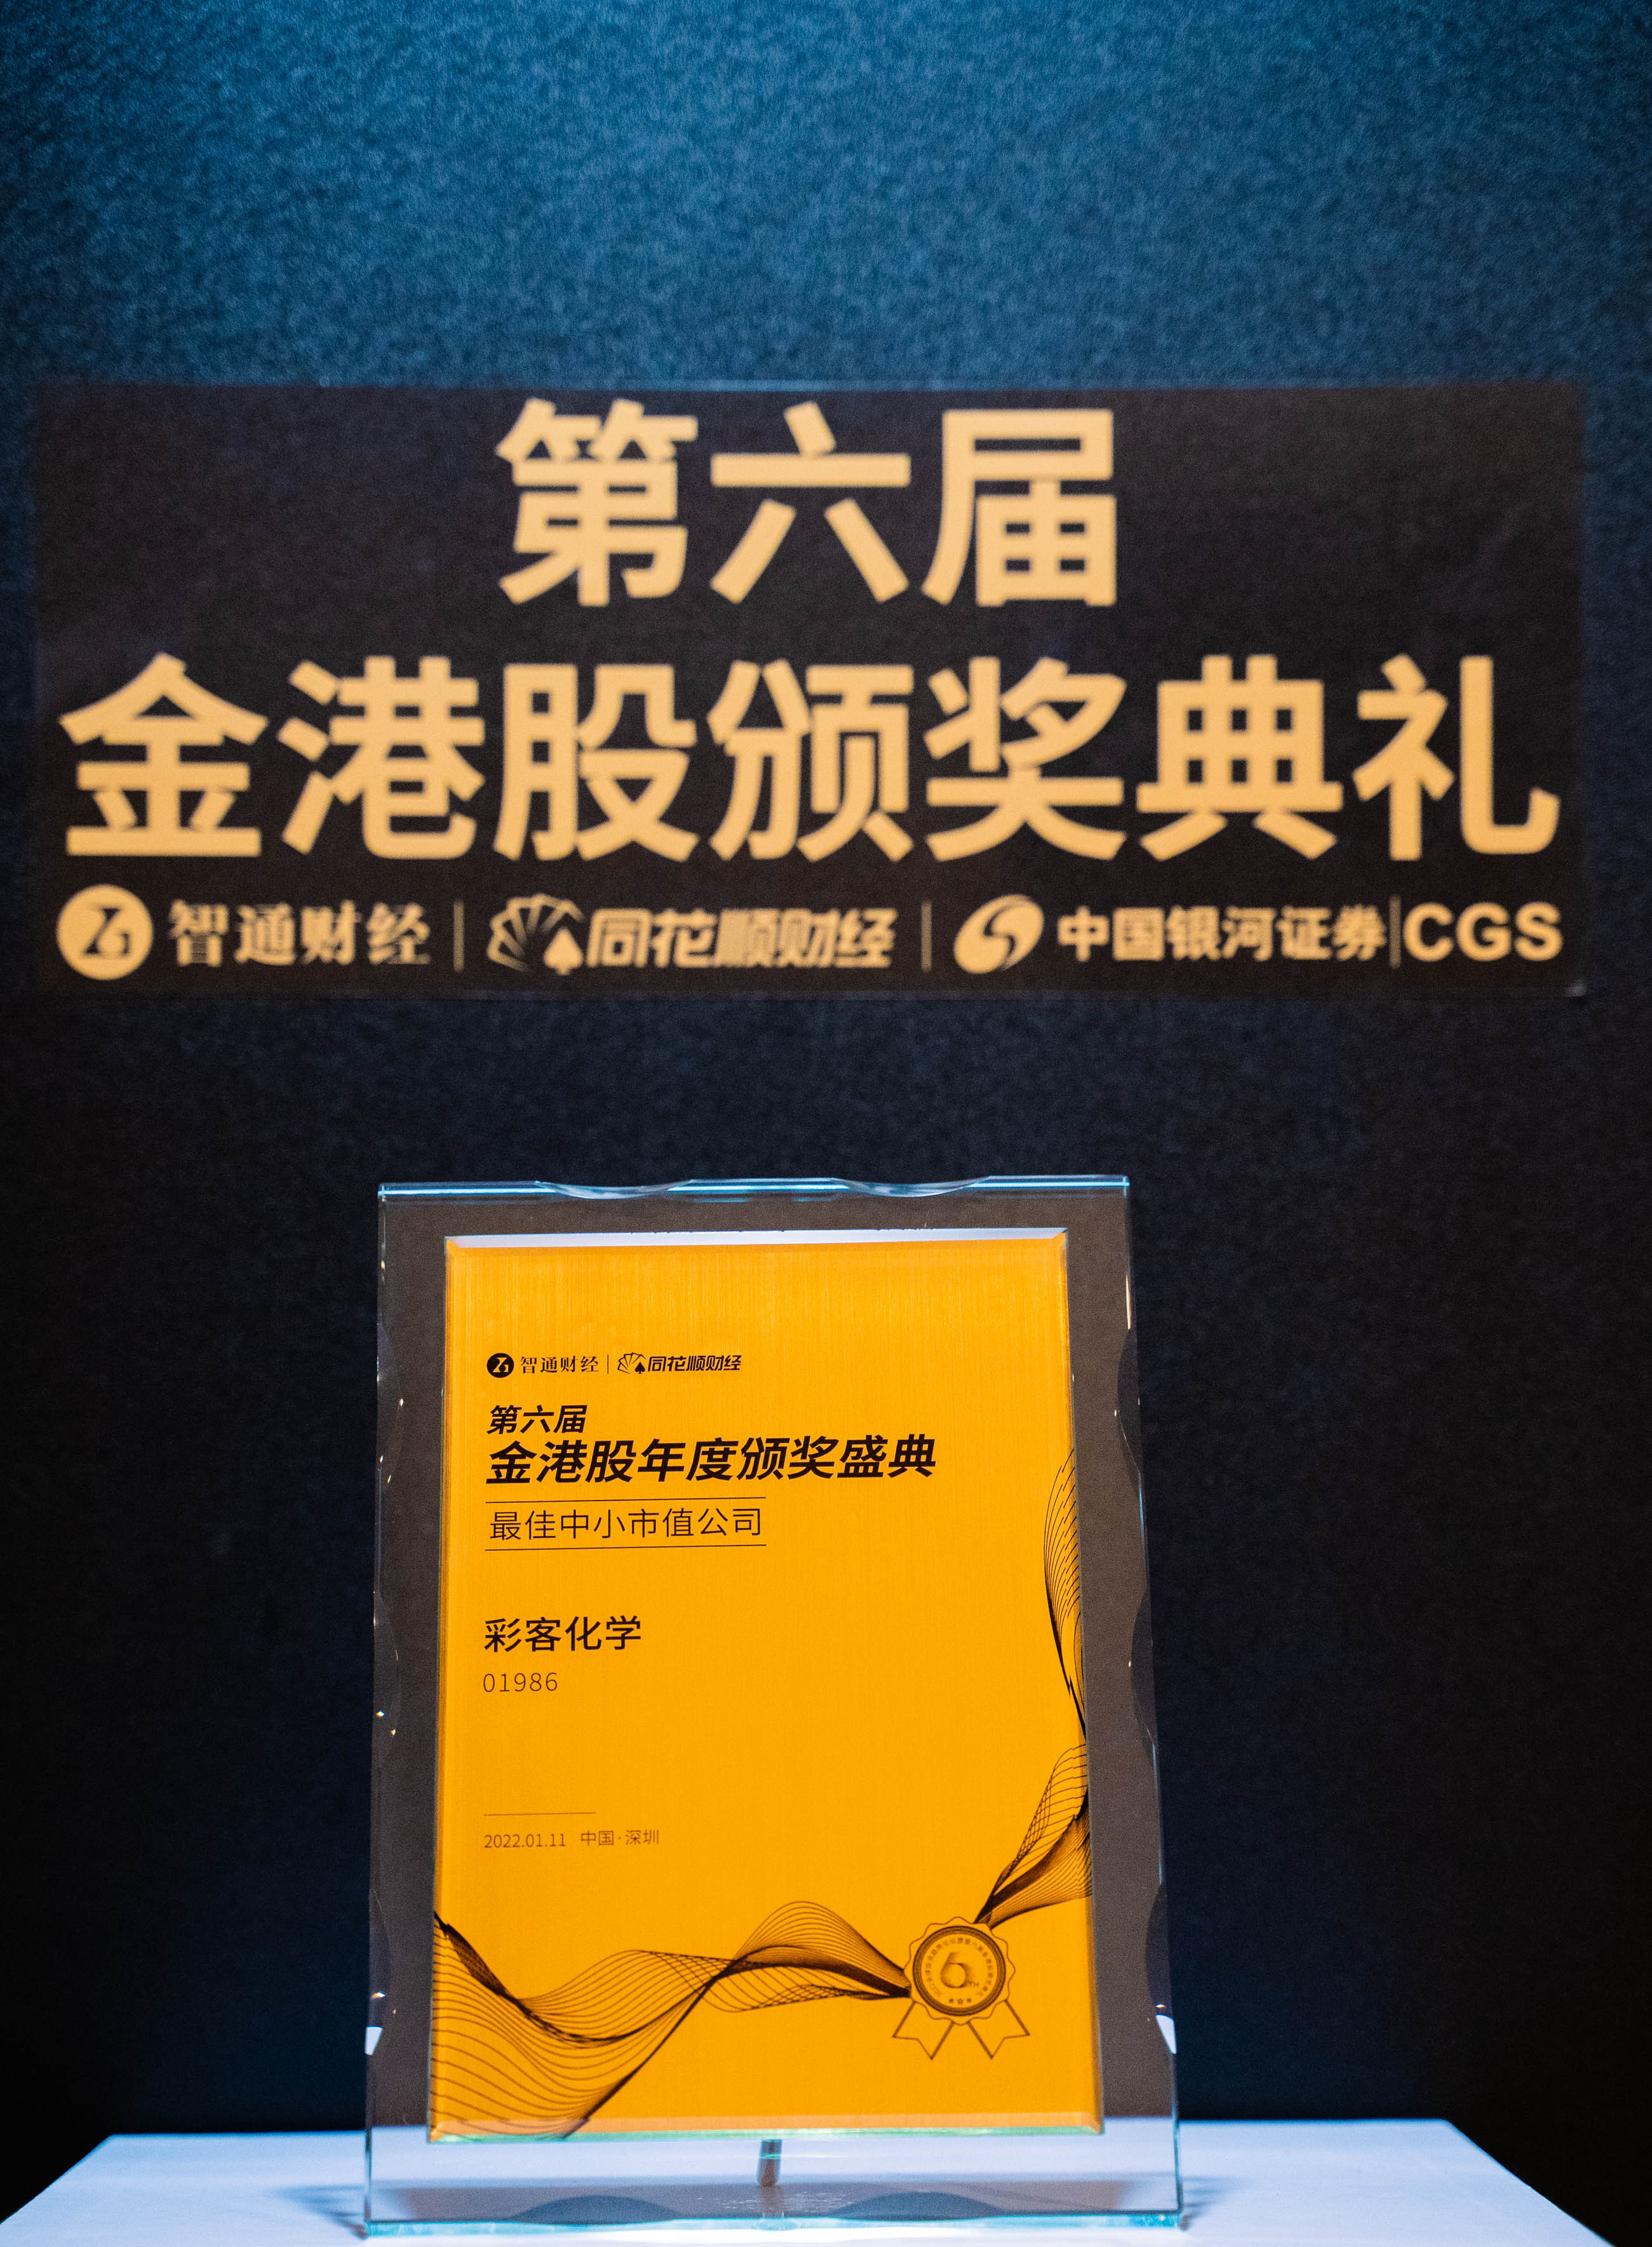 第六届
金港股颁奖典礼
智通财经 | 同花顺财经 | 中国银河证券|CGS
智通财经 | 同花顺财经
第六届
金港股年度颁奖盛典
最佳中小市值公司
彩客化学
01986
2022.01.11 中国·深圳
6TH